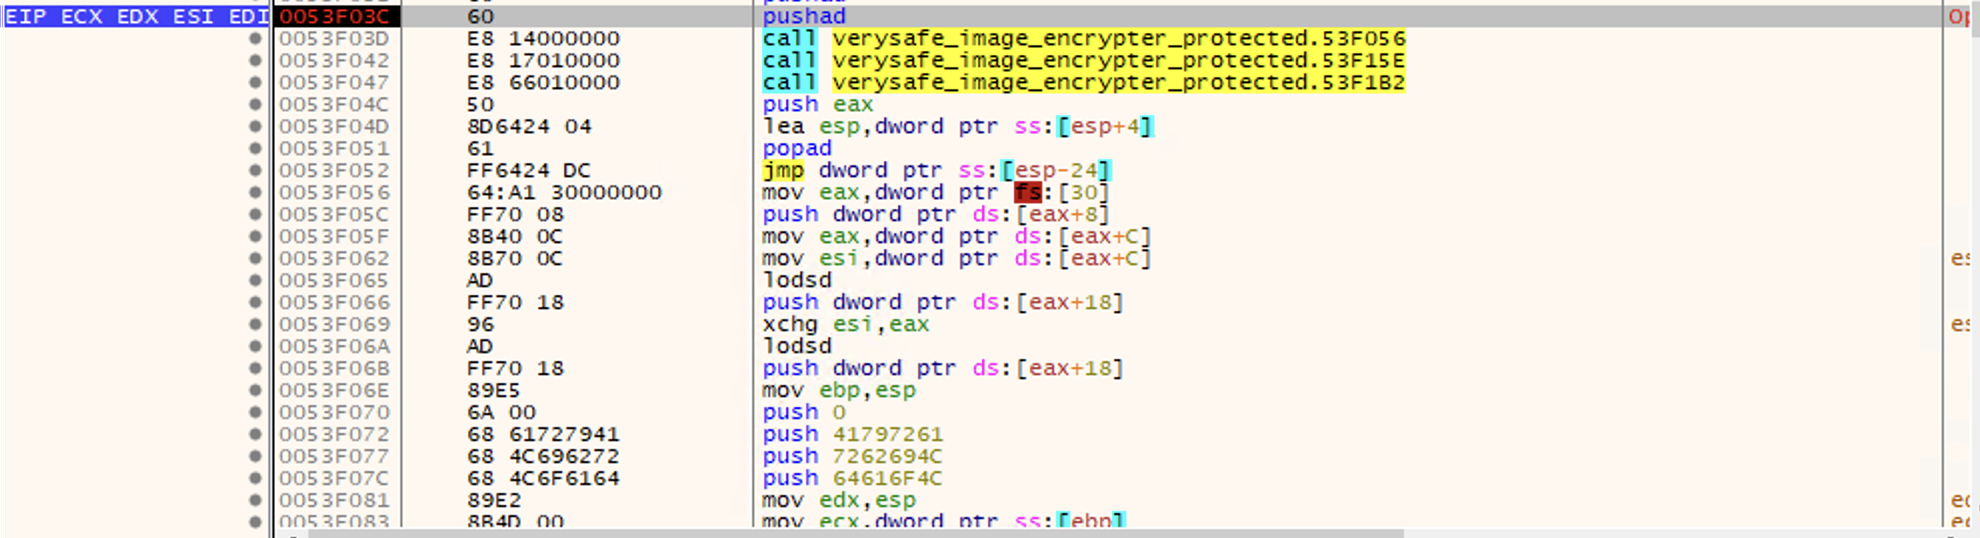 EIP ECX EDX ESI EDI 0053F03C 60 pushad
0053F03D E8 14000000 call verysafe_image_encrypter_protected.53F056
0053F042 E8 17010000 call verysafe_image_encrypter_protected.53F15E
0053F047 E8 66010000 call verysafe_image_encrypter_protected.53F1B2
0053F04C 50 push eax
0053F04D 8D6424 04 lea esp,dword ptr ss:[esp+4]
0053F051 61 popad
0053F052 FF6424 DC jmp dword ptr ss:[esp-24]
0053F056 64:A1 30000000 mov eax,dword ptr fs:[30]
0053F05C FF70 08 push dword ptr ds:[eax+8]
0053F05F 8B40 0C mov eax,dword ptr ds:[eax+C]
0053F062 8B70 0C mov esi,dword ptr ds:[eax+C] es
0053F065 AD lodsd
0053F066 FF70 18 push dword ptr ds:[eax+18]
0053F069 96 xchg esi,eax es
0053F06A AD lodsd
0053F06B FF70 18 push dword ptr ds:[eax+18]
0053F06E 89E5 mov ebp,esp
0053F070 6A 00 push 0
0053F072 68 61727941 push 41797261
0053F077 68 4C696272 push 7262694C
0053F07C 68 4C6F6164 push 64616F4C
0053F081 89E2 mov edx,esp
0053F083 8B4D 00 mov ecx,dword ptr ss:[ebp]